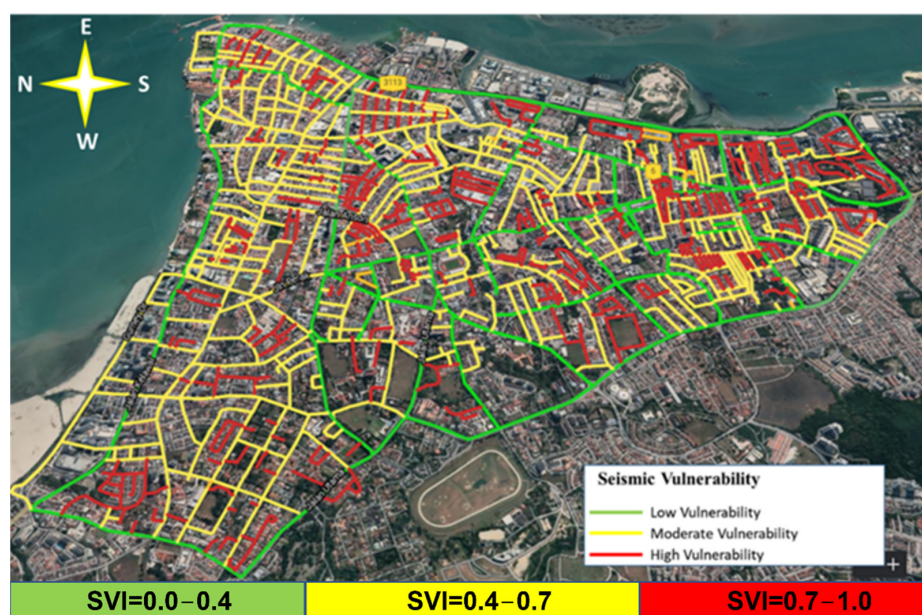 E
N S
W
3113
Seismic Vulnerability
Low Vulnerability
Moderate Vulnerability
High Vulnerability
SVI=0.0−0.4 SVI=0.4−0.7 SVI=0.7−1.0